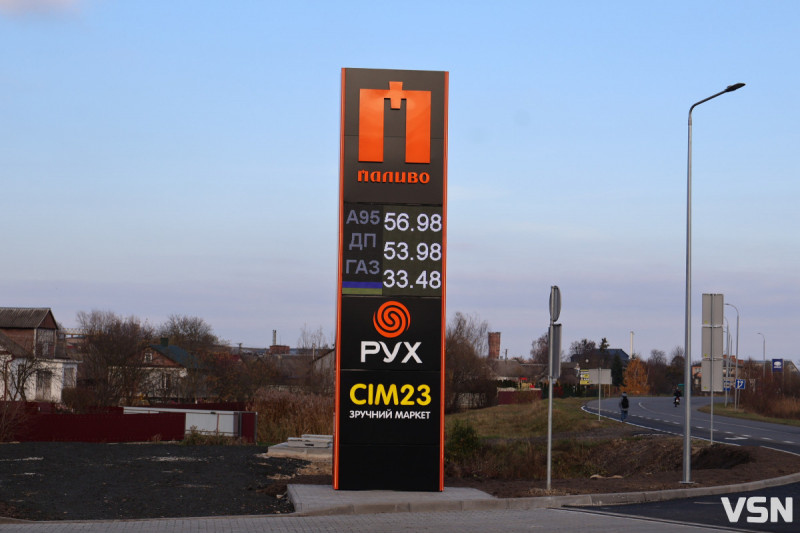 П
паливо
А95 56.98
ДП 53.98
ГАЗ 33.48
РУХ
СІМ23
ЗРУЧНИЙ МАРКЕТ
VSN